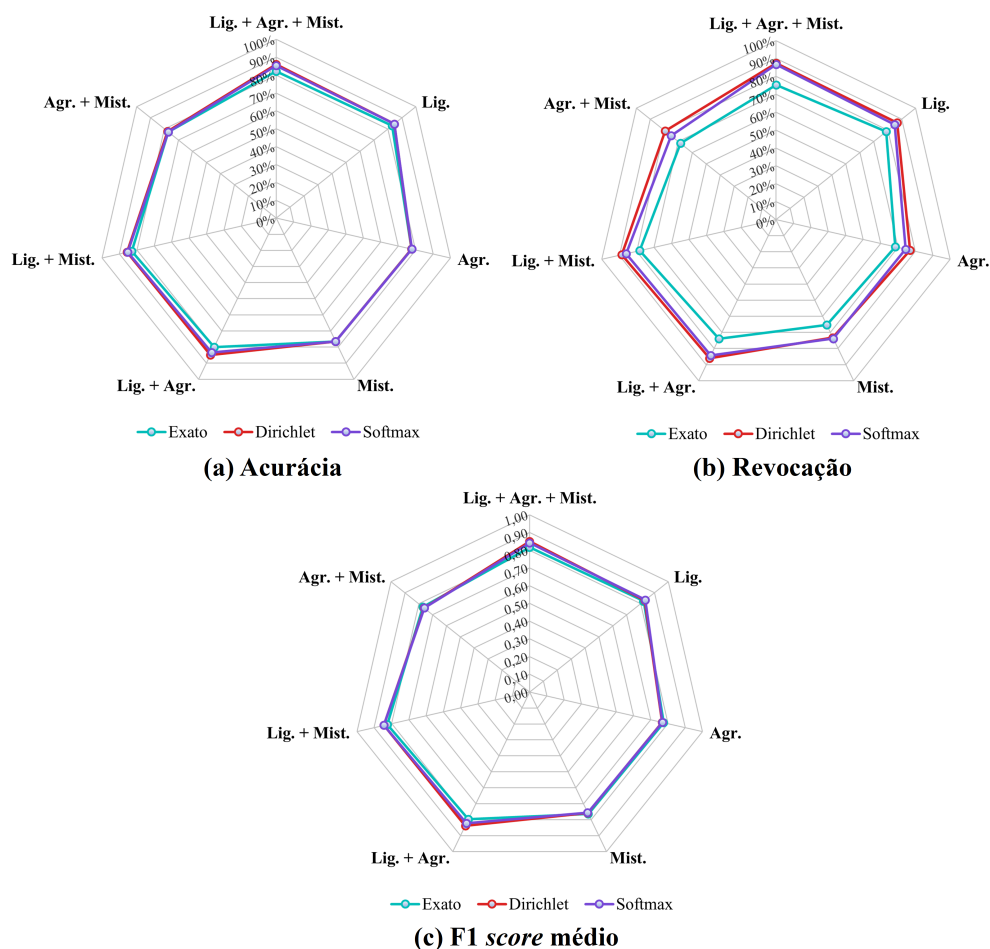 Lig. + Agr. + Mist.
100%
90%
80%
70%
60%
50%
40%
30%
20%
10%
0%
Agr. + Mist.
Lig.
Lig. + Mist.
Agr.
Lig. + Agr.
Mist.
Exato Dirichlet Softmax
(a) Acurácia
Lig. + Agr. + Mist.
100%
90%
80%
70%
60%
50%
40%
30%
20%
10%
0%
Agr. + Mist.
Lig.
Lig. + Mist.
Agr.
Lig. + Agr.
Mist.
Exato Dirichlet Softmax
(b) Revocação
Lig. + Agr. + Mist.
1,00
0,90
0,80
0,70
0,60
0,50
0,40
0,30
0,20
0,10
0,00
Agr. + Mist.
Lig.
Lig. + Mist.
Agr.
Lig. + Agr.
Mist.
Exato Dirichlet Softmax
(c) F1 score médio